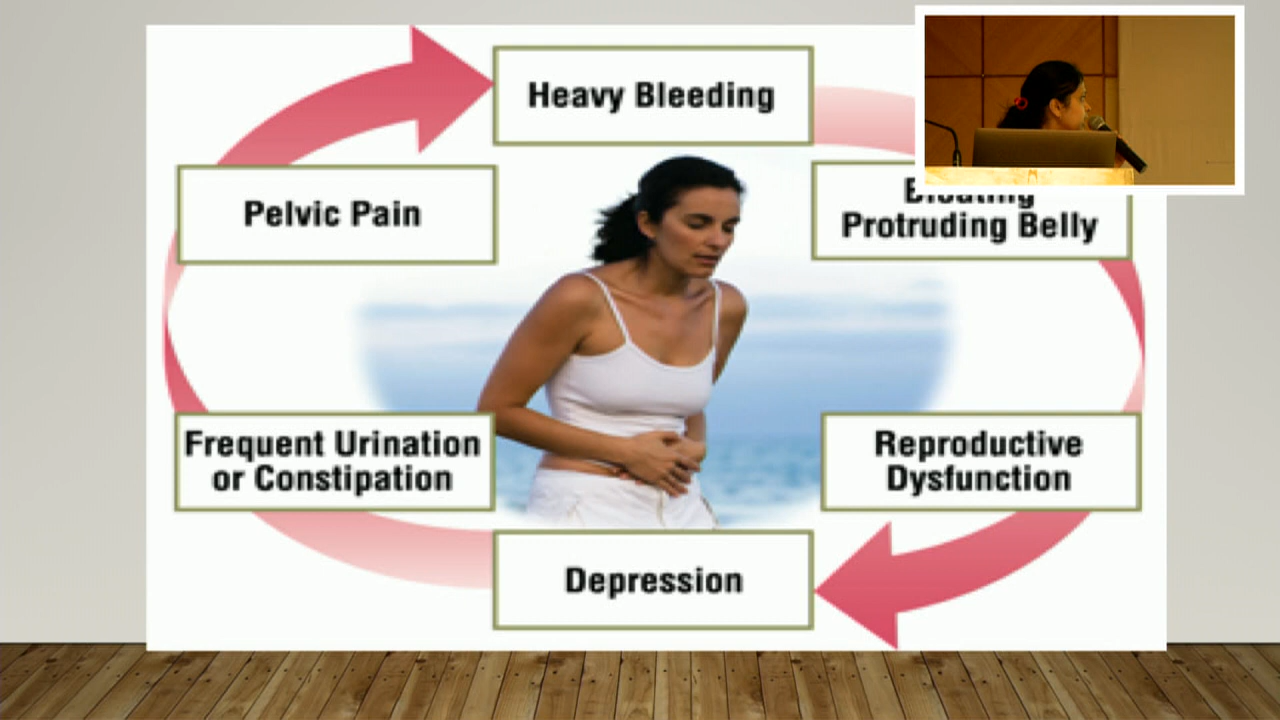 Heavy Bleeding
Pelvic Pain
Protruding Belly
Frequent Urination
or Constipation
Reproductive
Dysfunction
Depression